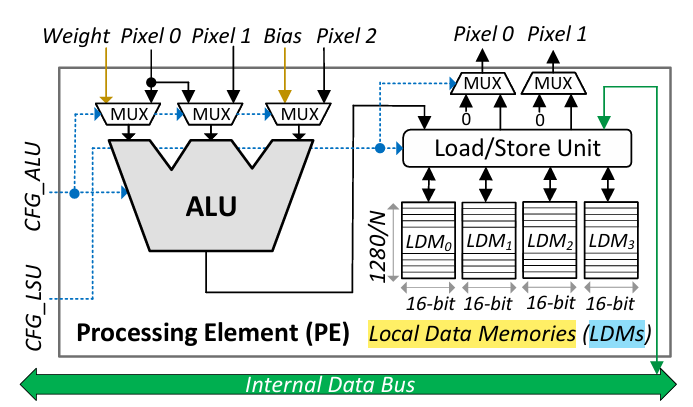 Weight Pixel 0 Pixel 1 Bias Pixel 2
Pixel 0 Pixel 1
MUX MUX MUX
MUX MUX
0 0
Load/Store Unit
CFG_ALU
ALU
1280/N
LDM0 LDM1 LDM2 LDM3
16-bit 16-bit 16-bit 16-bit
CFG_LSU
Processing Element (PE)
Local Data Memories (LDMs)
Internal Data Bus